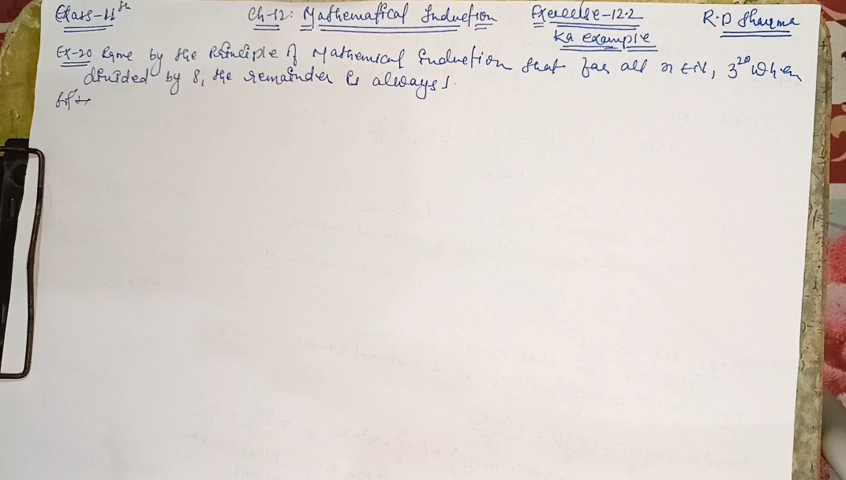 Class-11th Ch-12: Mathematical Induction Exercise-12.2 R.D Sharma
Ka example
Ex-20 Prove by the Principle of Mathemical Induction that for all n ∈ N, 3²ⁿ when
divided by 8, the remainder is always 1.
Sol:-